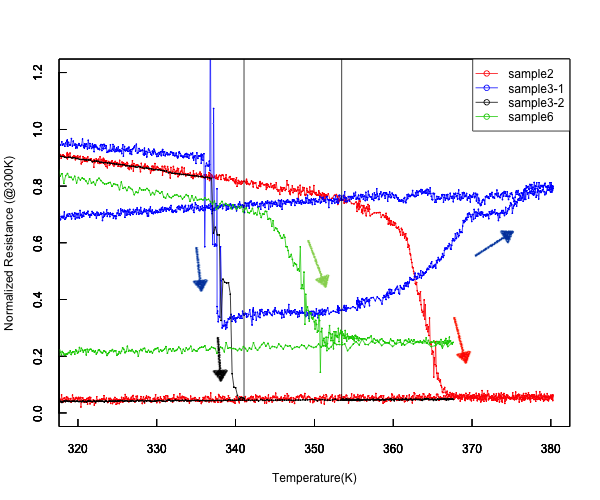 sample2
sample3-1
sample3-2
sample6
Normalized Resistance (@300K)
1.2
1.0
0.8
0.6
0.4
0.2
0.0
320 330 340 350 360 370 380
Temperature(K)